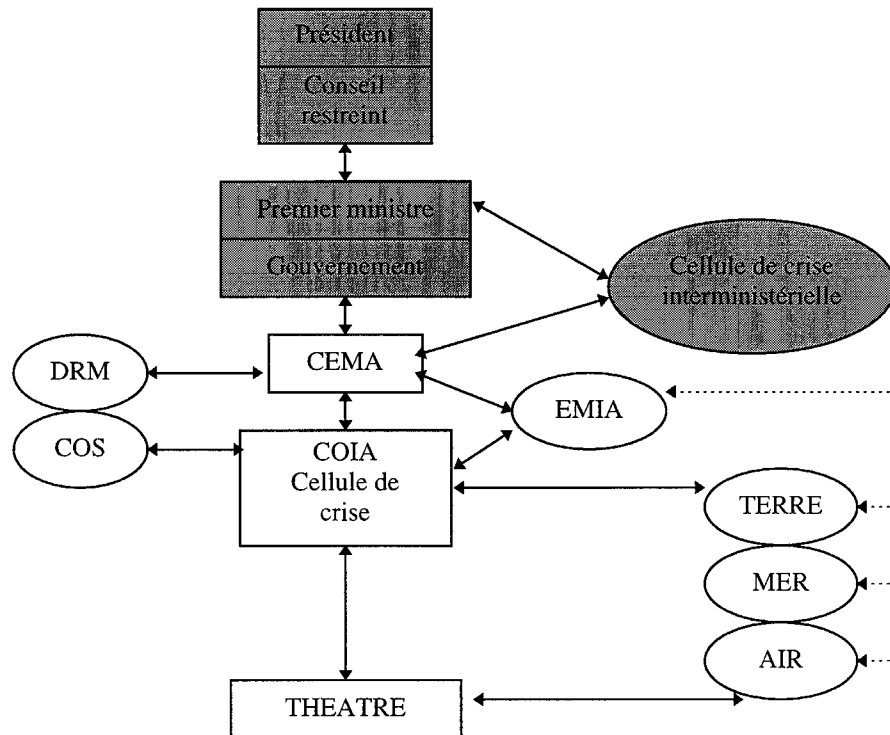 Président
Conseil
restreint
Premier ministre
Gouvernement
Cellule de crise
interministérielle
DRM
CEMA
EMIA
COS
COIA
Cellule de
crise
TERRE
MER
AIR
THEATRE